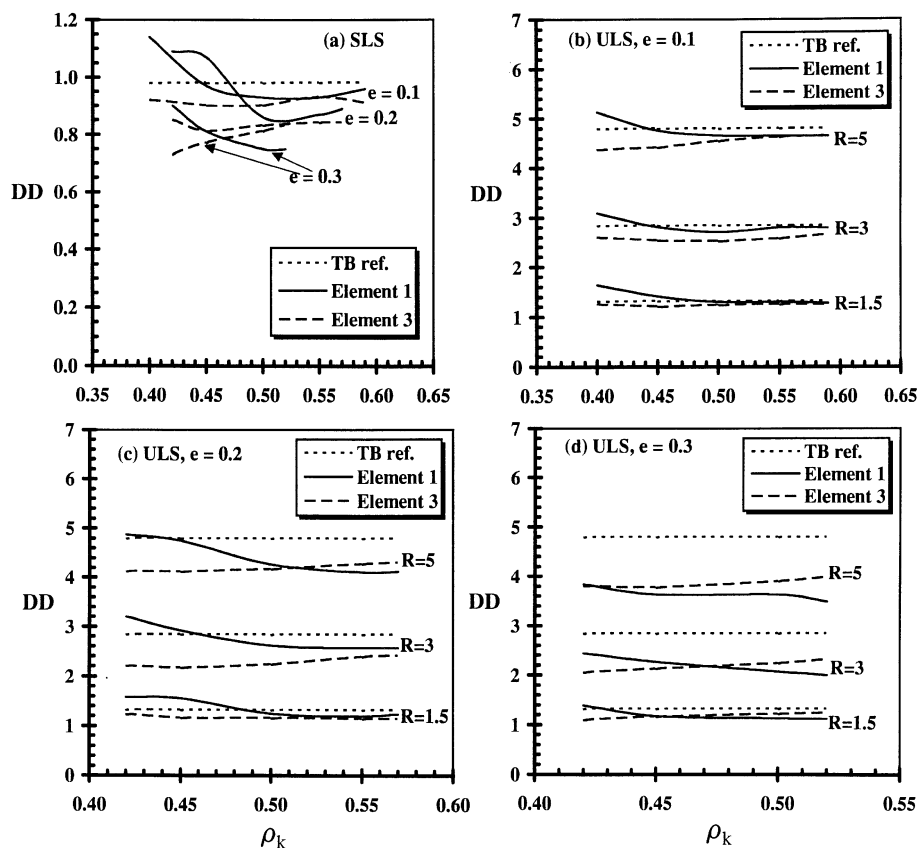 (a) SLS
DD
1.2
1.0
0.8
0.6
0.4
0.2
0.0
e = 0.1
e = 0.2
e = 0.3
TB ref.
Element 1
Element 3
0.35 0.40 0.45 0.50 0.55 0.60 0.65
(b) ULS, e = 0.1
DD
7
6
5
4
3
2
1
0
TB ref.
Element 1
Element 3
R=5
R=3
R=1.5
0.35 0.40 0.45 0.50 0.55 0.60 0.65
(c) ULS, e = 0.2
DD
7
6
5
4
3
2
1
0
TB ref.
Element 1
Element 3
R=5
R=3
R=1.5
0.40 0.45 0.50 0.55 0.60
ρk
(d) ULS, e = 0.3
DD
7
6
5
4
3
2
1
0
TB ref.
Element 1
Element 3
R=5
R=3
R=1.5
0.40 0.45 0.50 0.55
ρk